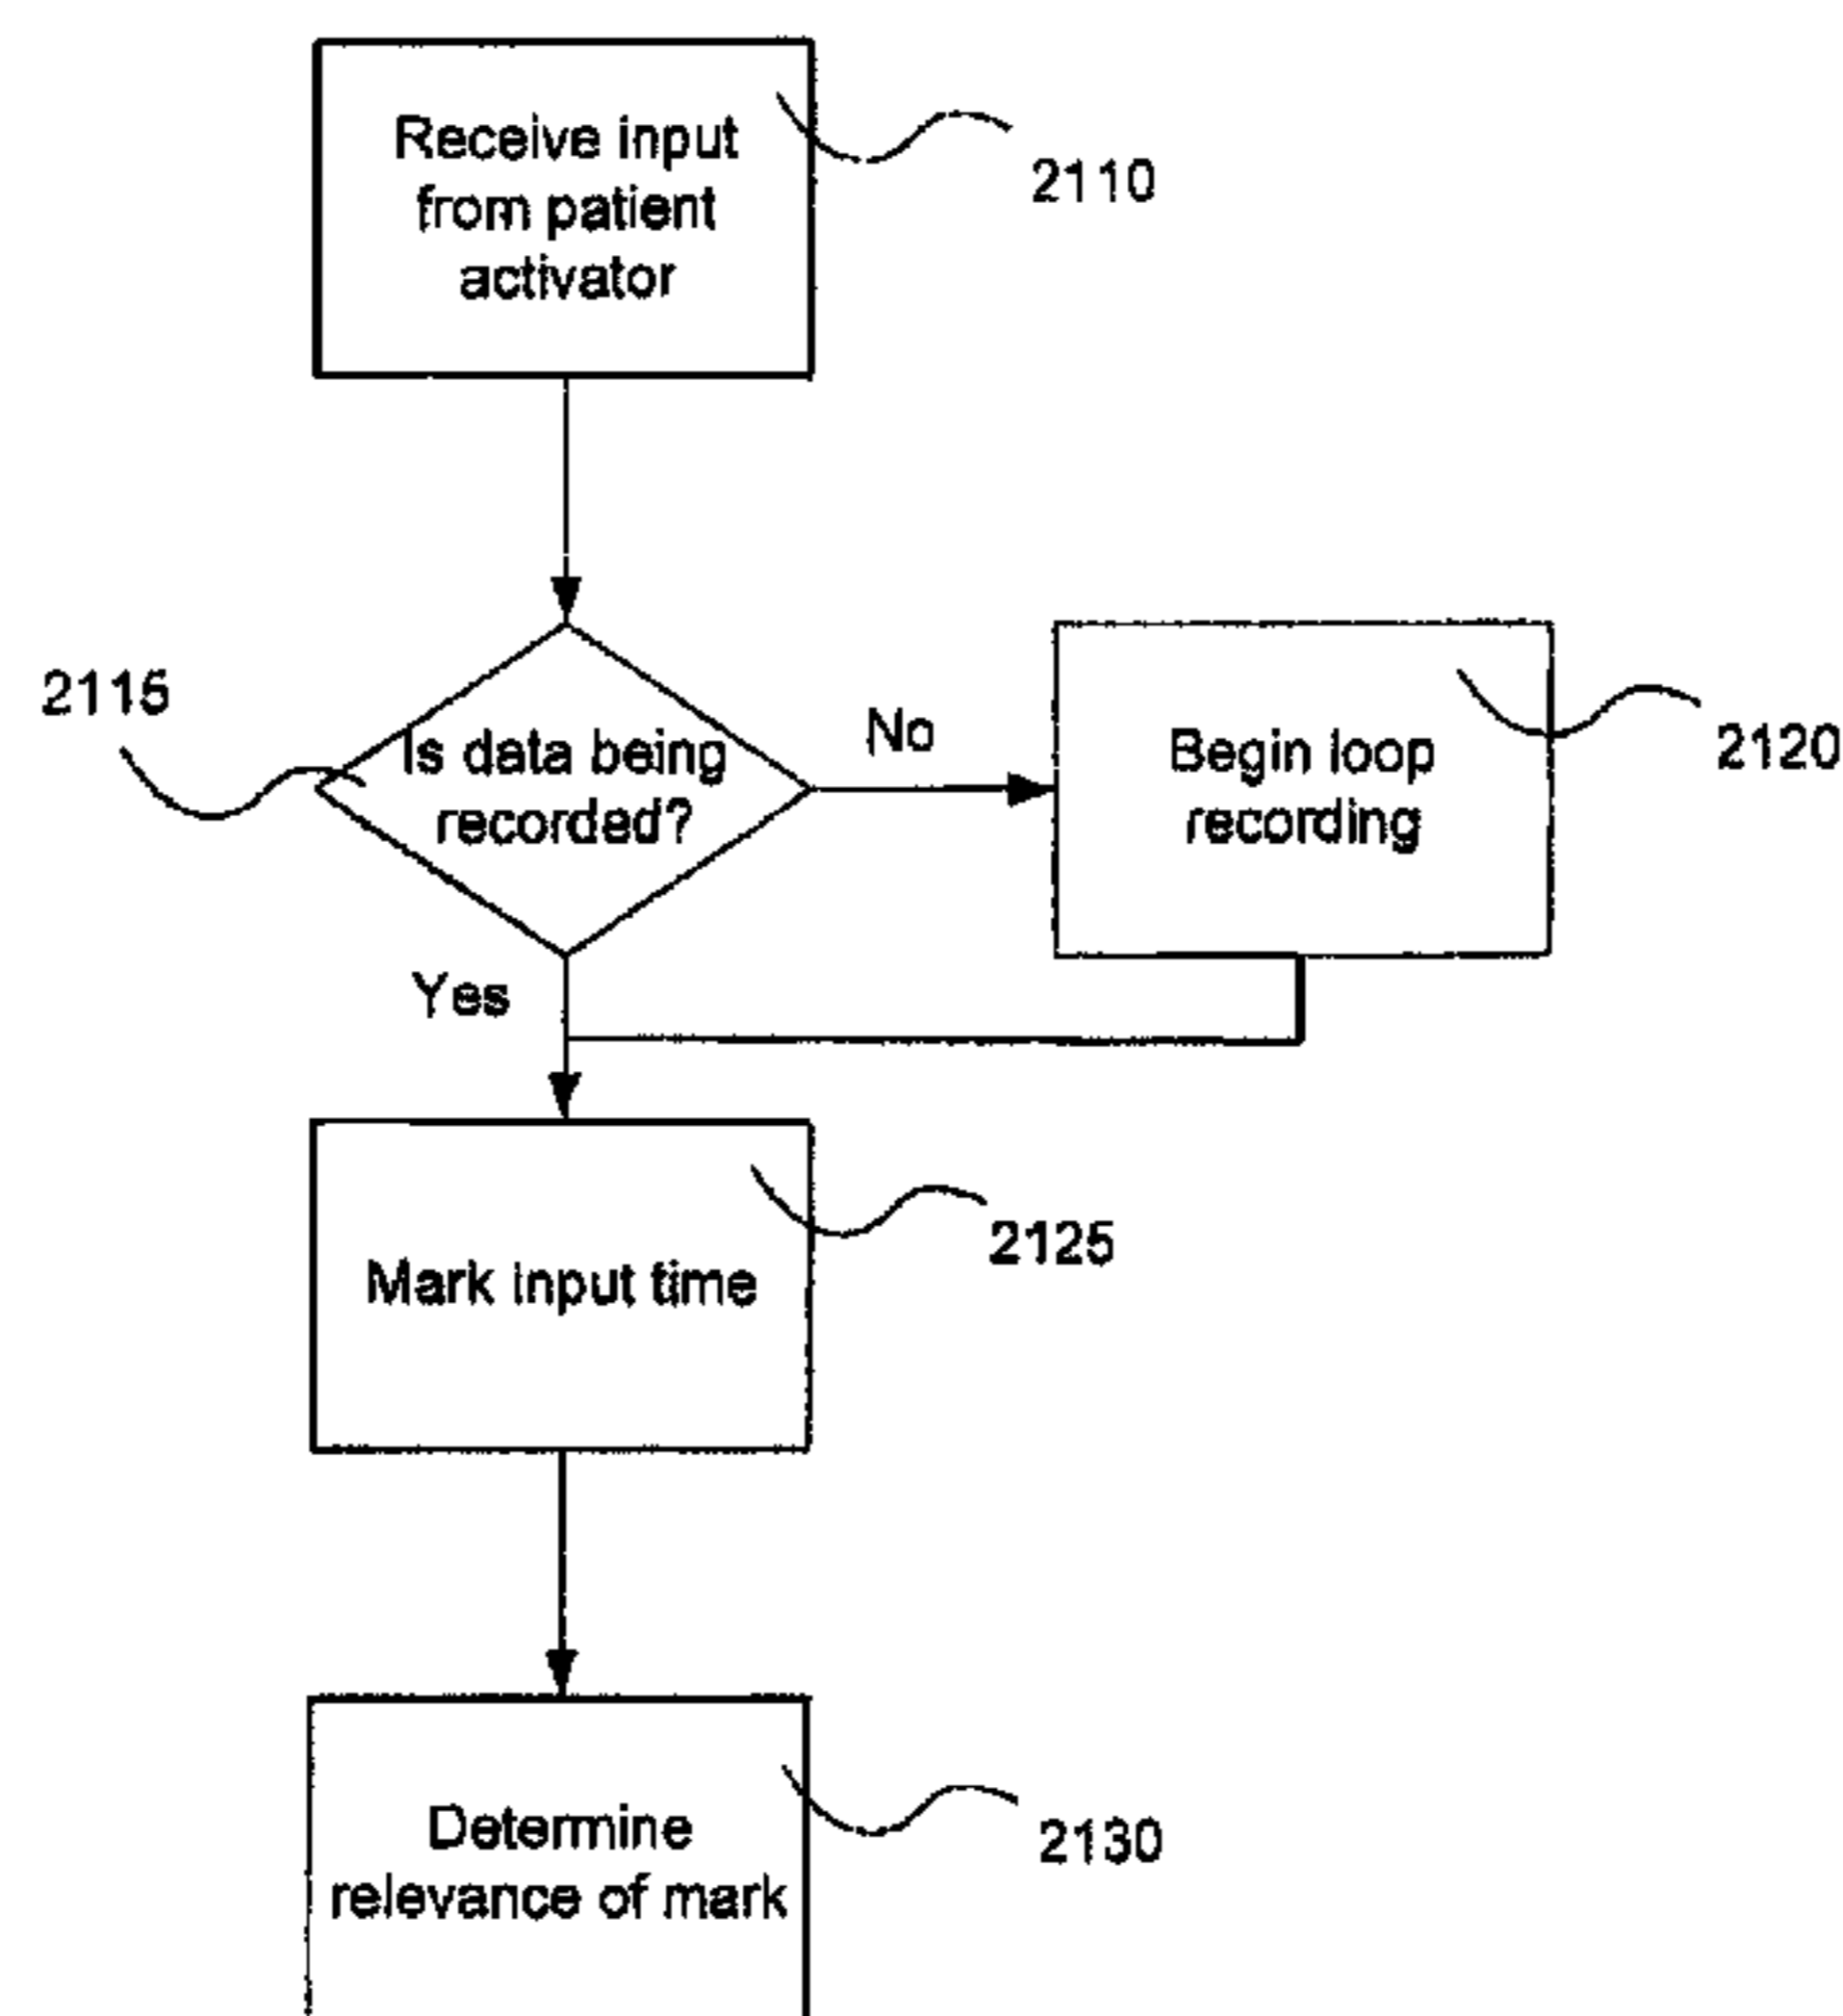 Receive input
from patient
activator
2110
2115
Is data being
recorded?
No
Begin loop
recording
2120
Yes
Mark input time
2125
Determine
relevance of mark
2130